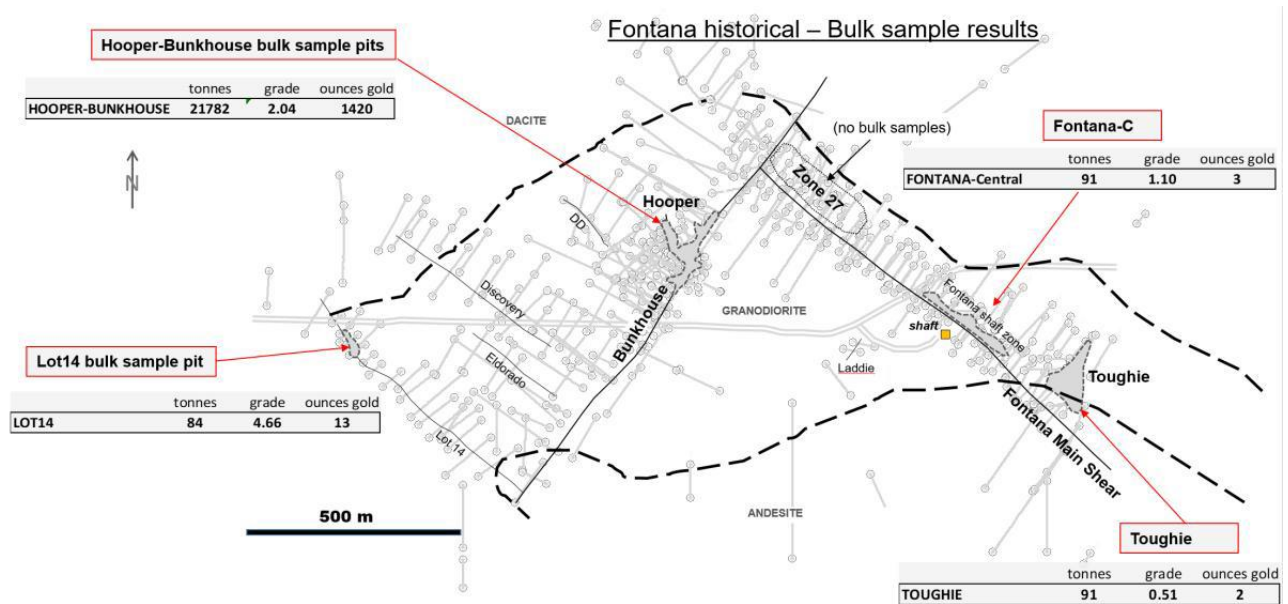 Fontana historical – Bulk sample results
Hooper-Bunkhouse bulk sample pits
tonnes grade ounces gold
HOOPER-BUNKHOUSE 21782 2.04 1420
N
DACITE
(no bulk samples)
Fontana-C
tonnes grade ounces gold
FONTANA-Central 91 1.10 3
Zone 27
Hooper
DD
Discovery
Bunkhouse
GRANODIORITE
Fontana shaft zone
shaft
Lot14 bulk sample pit
Eldorado
Laddie
Toughie
tonnes grade ounces gold
LOT14 84 4.66 13
Lot 14
Fontana Main Shear
500 m
ANDESITE
Toughie
tonnes grade ounces gold
TOUGHIE 91 0.51 2